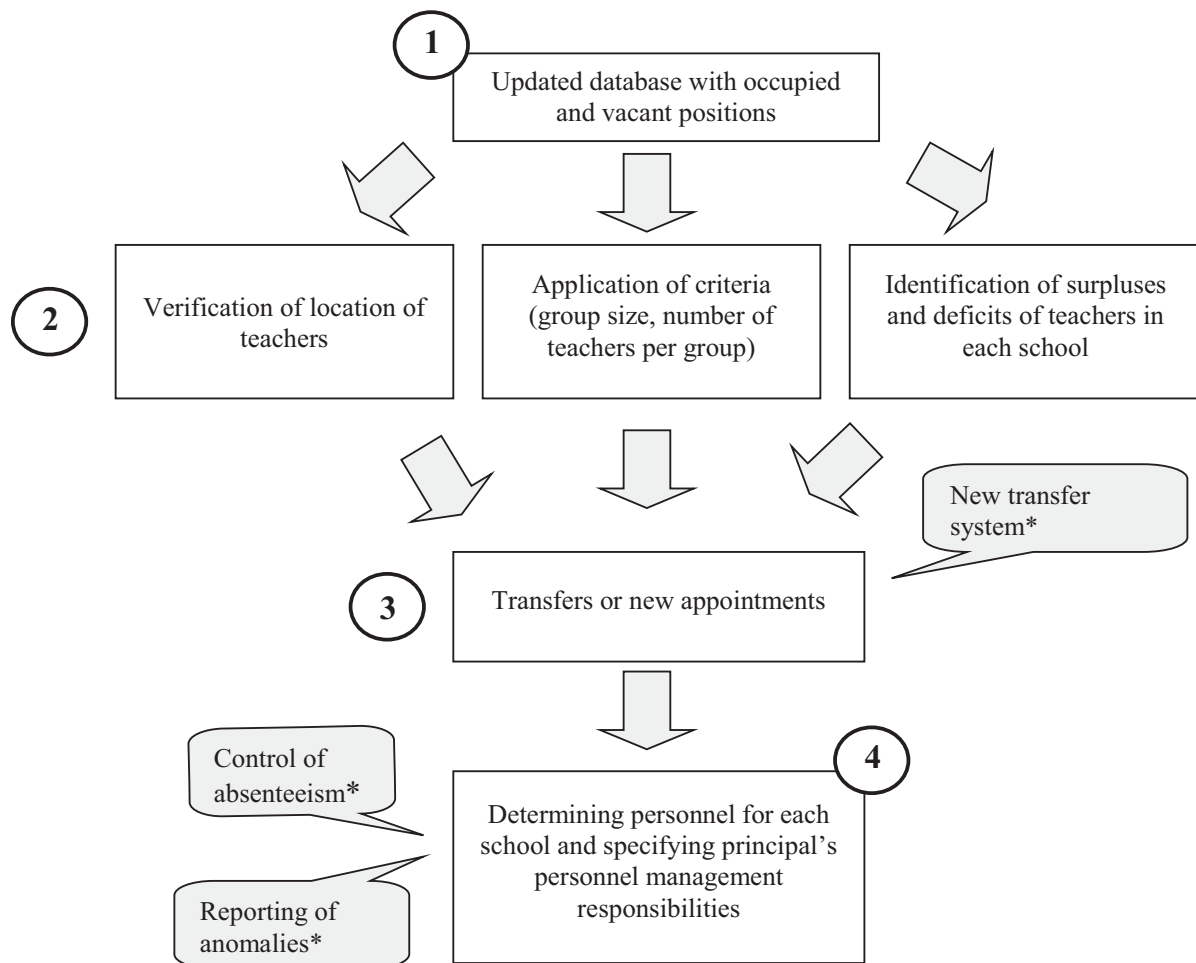 1
Updated database with occupied
and vacant positions
2
Verification of location of
teachers
Application of criteria
(group size, number of
teachers per group)
Identification of surpluses
and deficits of teachers in
each school
New transfer
system*
3
Transfers or new appointments
Control of
absenteeism*
4
Determining personnel for each
school and specifying principal’s
personnel management
responsibilities
Reporting of
anomalies*